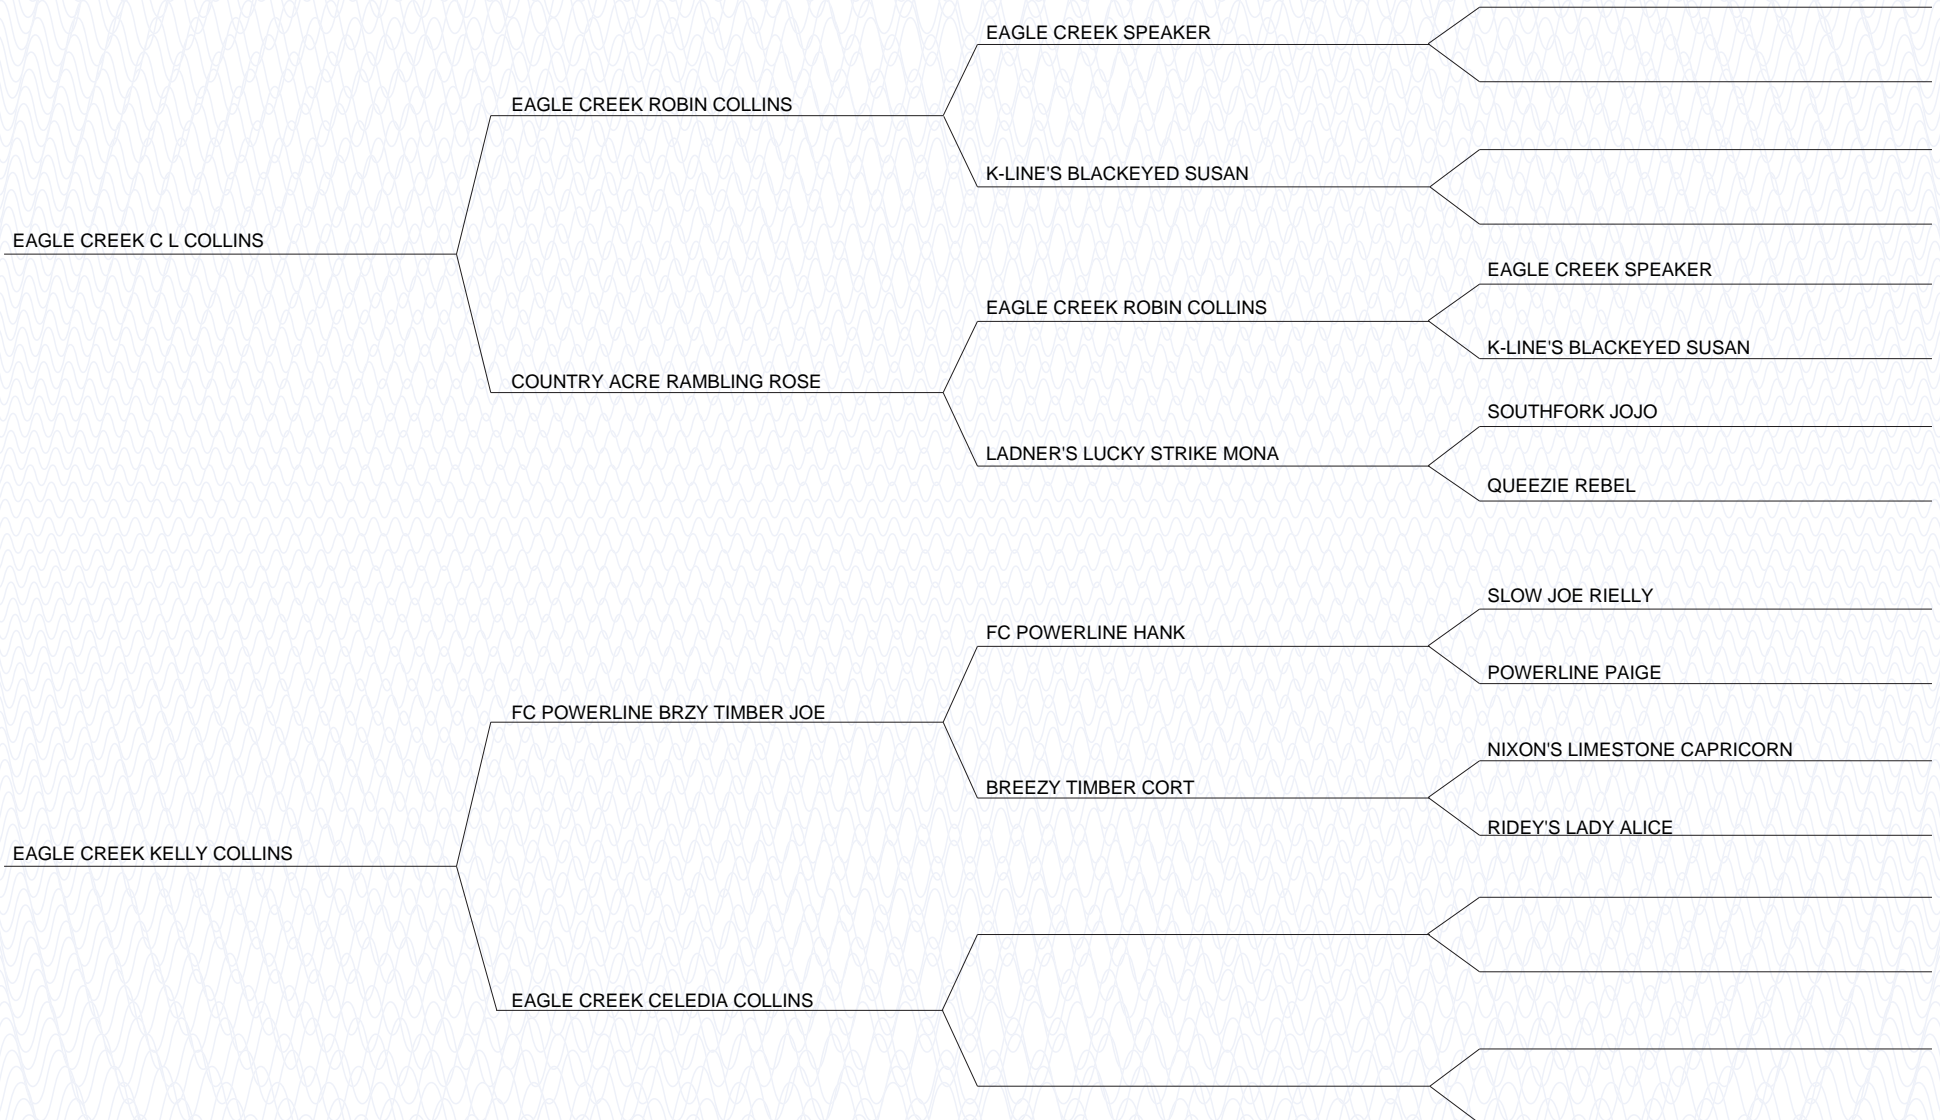 EAGLE CREEK SPEAKER
EAGLE CREEK ROBIN COLLINS
K-LINE'S BLACKEYED SUSAN
EAGLE CREEK C L COLLINS
EAGLE CREEK SPEAKER
EAGLE CREEK ROBIN COLLINS
K-LINE'S BLACKEYED SUSAN
COUNTRY ACRE RAMBLING ROSE
SOUTHFORK JOJO
LADNER'S LUCKY STRIKE MONA
QUEEZIE REBEL
SLOW JOE RIELLY
FC POWERLINE HANK
POWERLINE PAIGE
FC POWERLINE BRZY TIMBER JOE
NIXON'S LIMESTONE CAPRICORN
BREEZY TIMBER CORT
RIDEY'S LADY ALICE
EAGLE CREEK KELLY COLLINS
EAGLE CREEK CELEDIA COLLINS